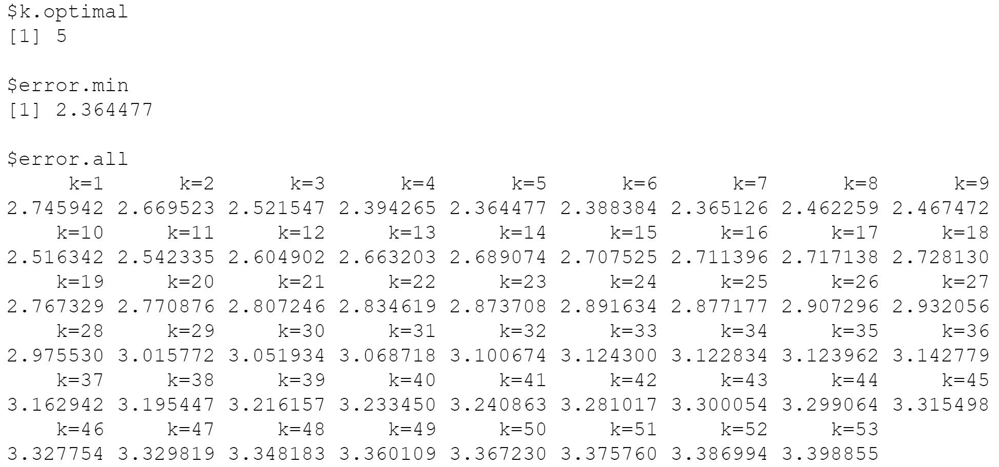 $k.optimal
[1] 5

$error.min
[1] 2.364477

$error.all
     k=1      k=2      k=3      k=4      k=5      k=6      k=7      k=8      k=9
2.745942 2.669523 2.521547 2.394265 2.364477 2.388384 2.365126 2.462259 2.467472
    k=10     k=11     k=12     k=13     k=14     k=15     k=16     k=17     k=18
2.516342 2.542335 2.604902 2.663203 2.689074 2.707525 2.711396 2.717138 2.728130
    k=19     k=20     k=21     k=22     k=23     k=24     k=25     k=26     k=27
2.767329 2.770876 2.807246 2.834619 2.873708 2.891634 2.877177 2.907296 2.932056
    k=28     k=29     k=30     k=31     k=32     k=33     k=34     k=35     k=36
2.975530 3.015772 3.051934 3.068718 3.100674 3.124300 3.122834 3.123962 3.142779
    k=37     k=38     k=39     k=40     k=41     k=42     k=43     k=44     k=45
3.162942 3.195447 3.216157 3.233450 3.240863 3.281017 3.300054 3.299064 3.315498
    k=46     k=47     k=48     k=49     k=50     k=51     k=52     k=53
3.327754 3.329819 3.348183 3.360109 3.367230 3.375760 3.386994 3.398855